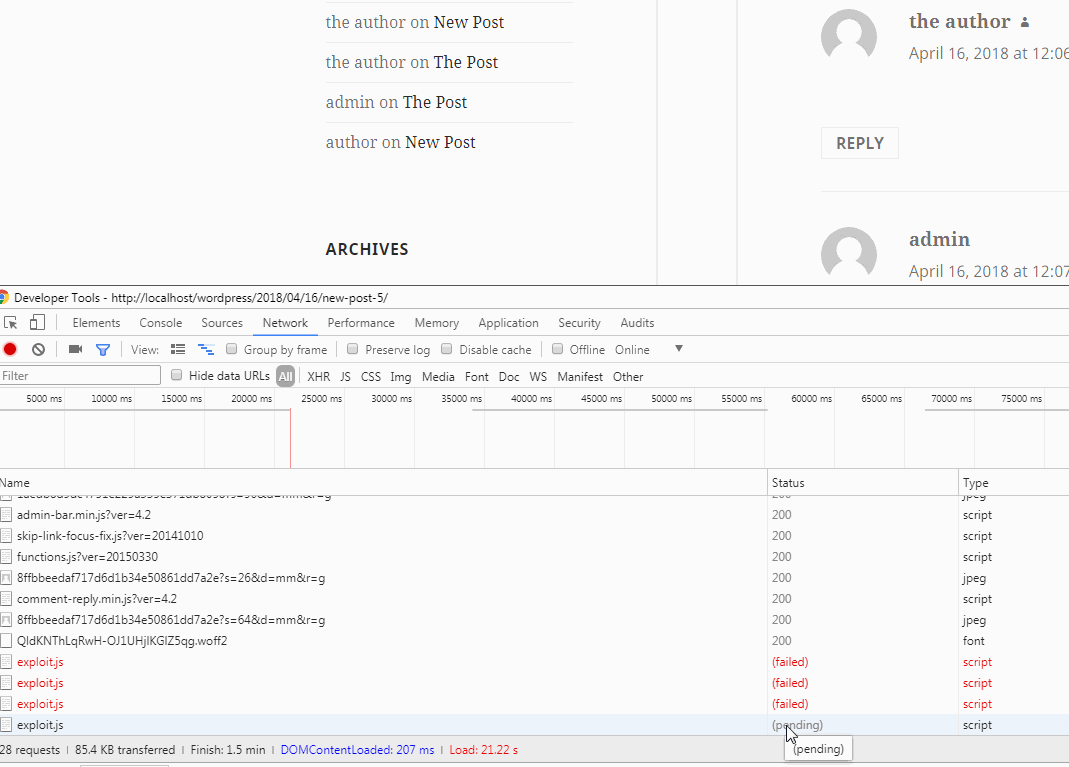 the author on New Post
the author on The Post
admin on The Post
author on New Post
ARCHIVES
the author
April 16, 2018 at 12:06
REPLY
admin
April 16, 2018 at 12:07
Developer Tools - http://localhost/wordpress/2018/04/16/new-post-5/
Elements Console Sources Network Performance Memory Application Security Audits
View: Group by frame Preserve log Disable cache Offline Online
Filter Hide data URLs All XHR JS CSS Img Media Font Doc WS Manifest Other
5000 ms 10000 ms 15000 ms 20000 ms 25000 ms 30000 ms 35000 ms 40000 ms 45000 ms 50000 ms 55000 ms 60000 ms 65000 ms 70000 ms 75000 ms
Name Status Type
200 jpeg
admin-bar.min.js?ver=4.2 200 script
skip-link-focus-fix.js?ver=20141010 200 script
functions.js?ver=20150330 200 script
8ffbbeedaf717d6d1b34e50861dd7a2e?s=26&d=mm&r=g 200 jpeg
comment-reply.min.js?ver=4.2 200 script
8ffbbeedaf717d6d1b34e50861dd7a2e?s=64&d=mm&r=g 200 jpeg
QIdKNThLqRwH-OJ1UHjIKGIZ5qg.woff2 200 font
exploit.js (failed) script
exploit.js (failed) script
exploit.js (failed) script
exploit.js (pending) script
28 requests | 85.4 KB transferred | Finish: 1.5 min | DOMContentLoaded: 207 ms | Load: 21.22 s
(pending)